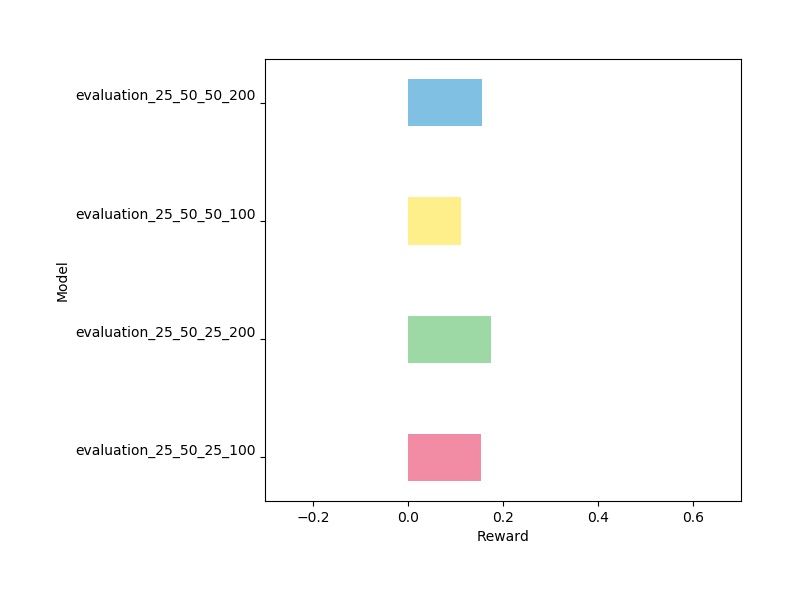 evaluation_25_50_50_200
evaluation_25_50_50_100
evaluation_25_50_25_200
evaluation_25_50_25_100
Model
−0.2 0.0 0.2 0.4 0.6
Reward